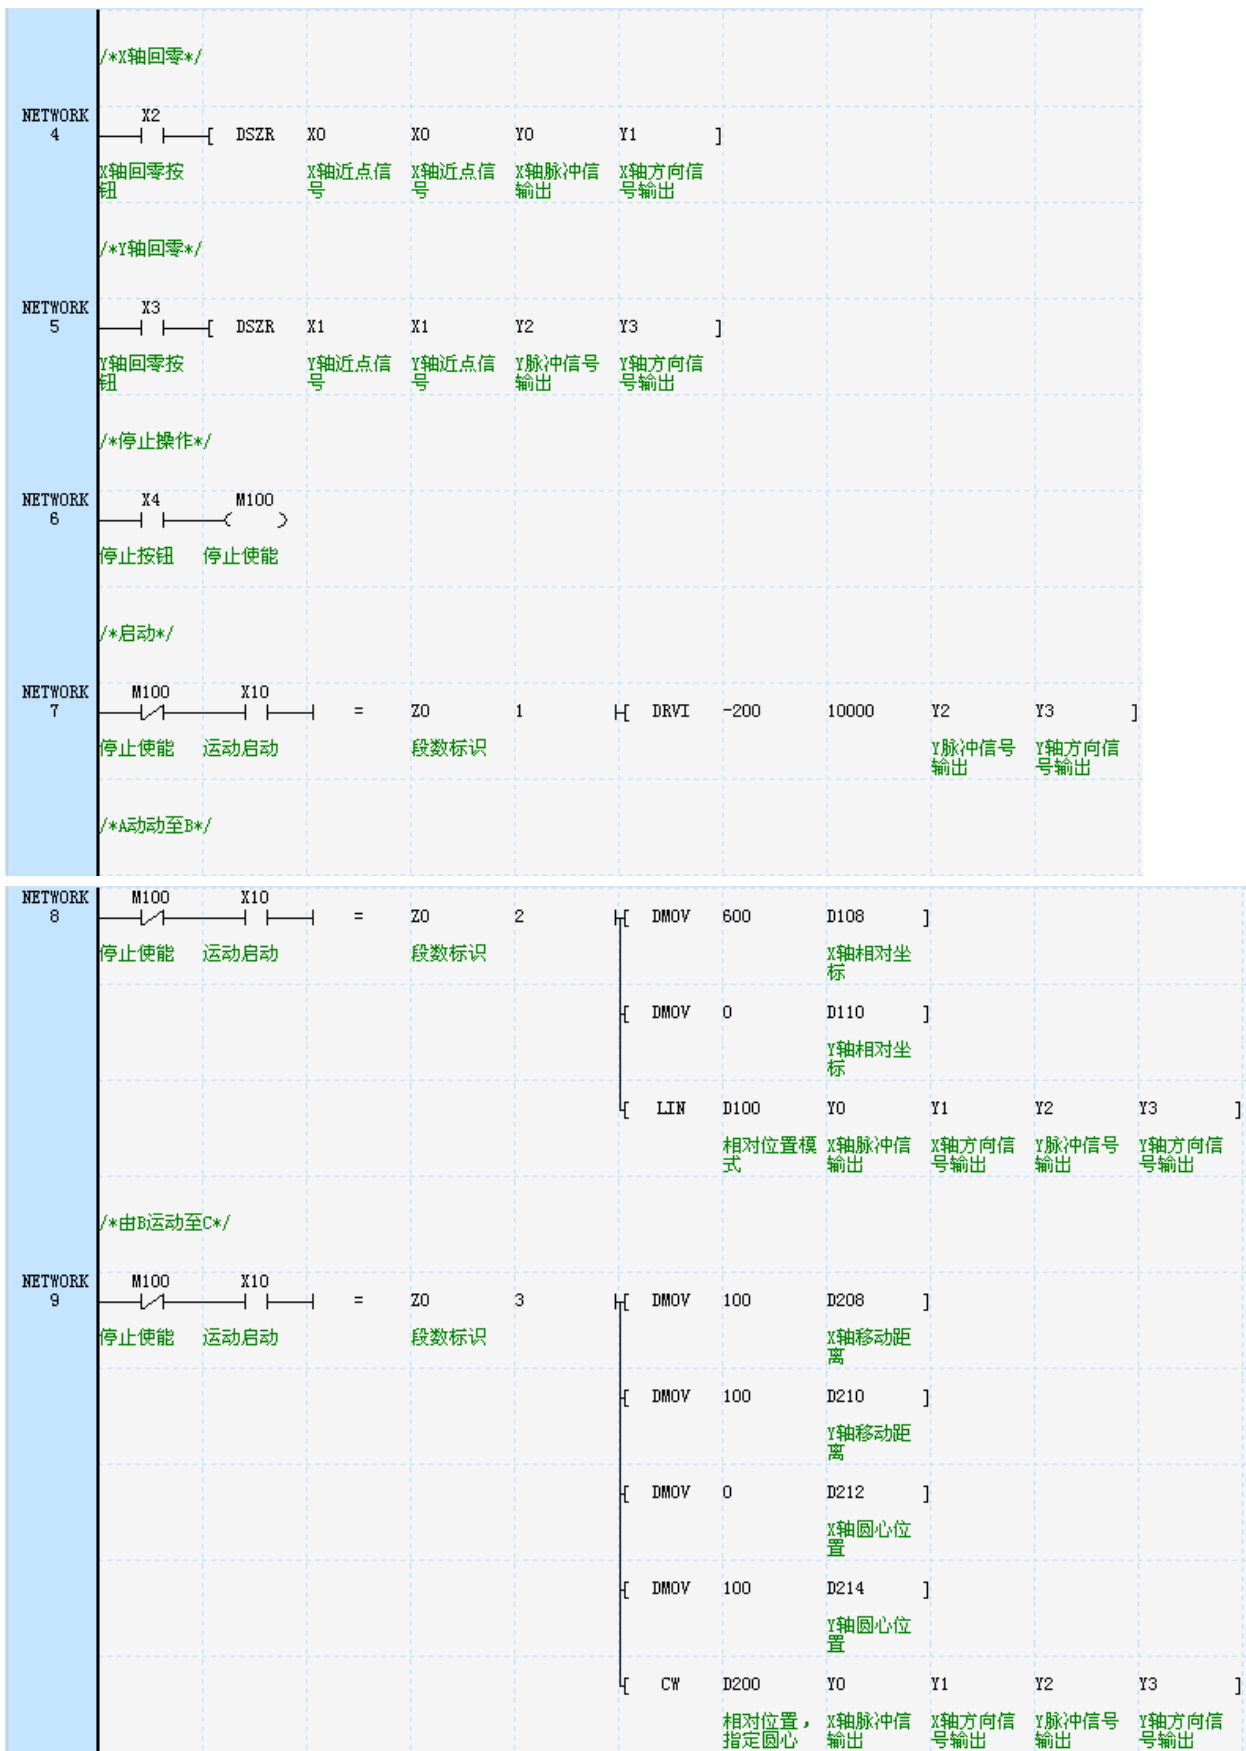 /*X轴回零*/
NETWORK 4
X2
[ DSZR X0 X0 Y0 Y1 ]
X轴回零按 X轴近点信 X轴近点信 X轴脉冲信 X轴方向信
钮 号 号 输出 号输出
/*Y轴回零*/
NETWORK 5
X3
[ DSZR X1 X1 Y2 Y3 ]
Y轴回零按 Y轴近点信 Y轴近点信 Y脉冲信号 Y轴方向信
钮 号 号 输出 号输出
/*停止操作*/
NETWORK 6
X4 M100
停止按钮 停止使能
/*启动*/
NETWORK 7
M100 X10
= Z0 1 [ DRVI -200 10000 Y2 Y3 ]
停止使能 运动启动 段数标识 Y脉冲信号 Y轴方向信
输出 号输出
/*A动动至B*/
NETWORK 8
M100 X10
= Z0 2 [ DMOV 600 D108 ]
停止使能 运动启动 段数标识 X轴相对坐
标
[ DMOV 0 D110 ]
Y轴相对坐
标
[ LIN D100 Y0 Y1 Y2 Y3 ]
相对位置模 X轴脉冲信 X轴方向信 Y脉冲信号 Y轴方向信
式 输出 号输出 输出 号输出
/*由B运动至C*/
NETWORK 9
M100 X10
= Z0 3 [ DMOV 100 D208 ]
停止使能 运动启动 段数标识 X轴移动距
离
[ DMOV 100 D210 ]
Y轴移动距
离
[ DMOV 0 D212 ]
X轴圆心位
置
[ DMOV 100 D214 ]
Y轴圆心位
置
[ CW D200 Y0 Y1 Y2 Y3 ]
相对位置， X轴脉冲信 X轴方向信 Y脉冲信号 Y轴方向信
指定圆心 输出 号输出 输出 号输出